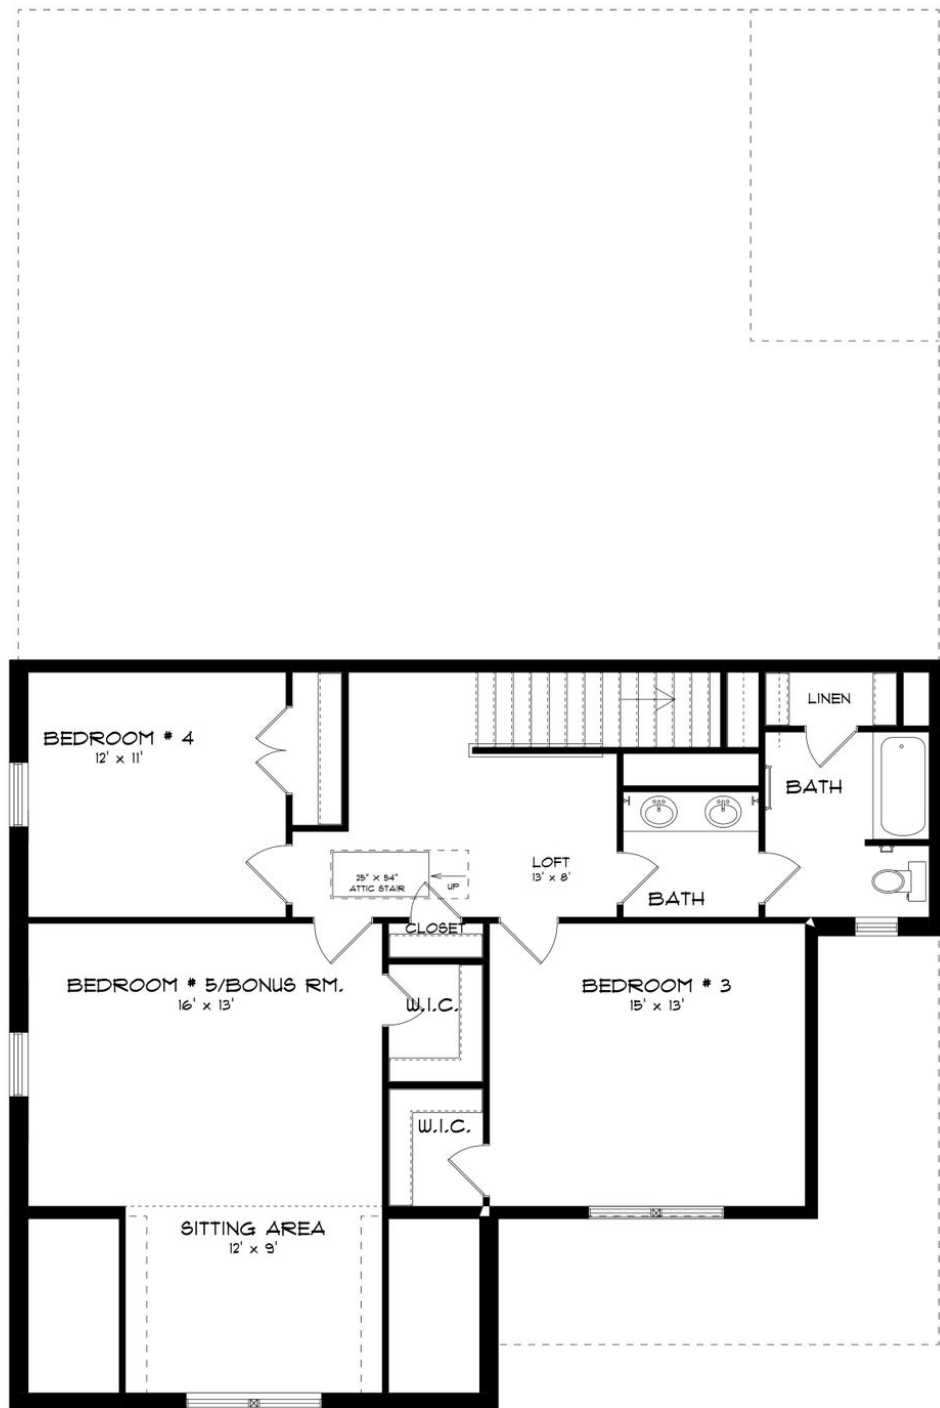 LINEN
BEDROOM # 4
12' x 11'
BATH
LOFT
13' x 8'
25" X 54"
ATTIC STAIR
UP
BATH
CLOSET
BEDROOM # 5/BONUS RM.
16' x 13'
W.I.C.
BEDROOM # 3
15' x 13'
W.I.C.
SITTING AREA
12' x 9'